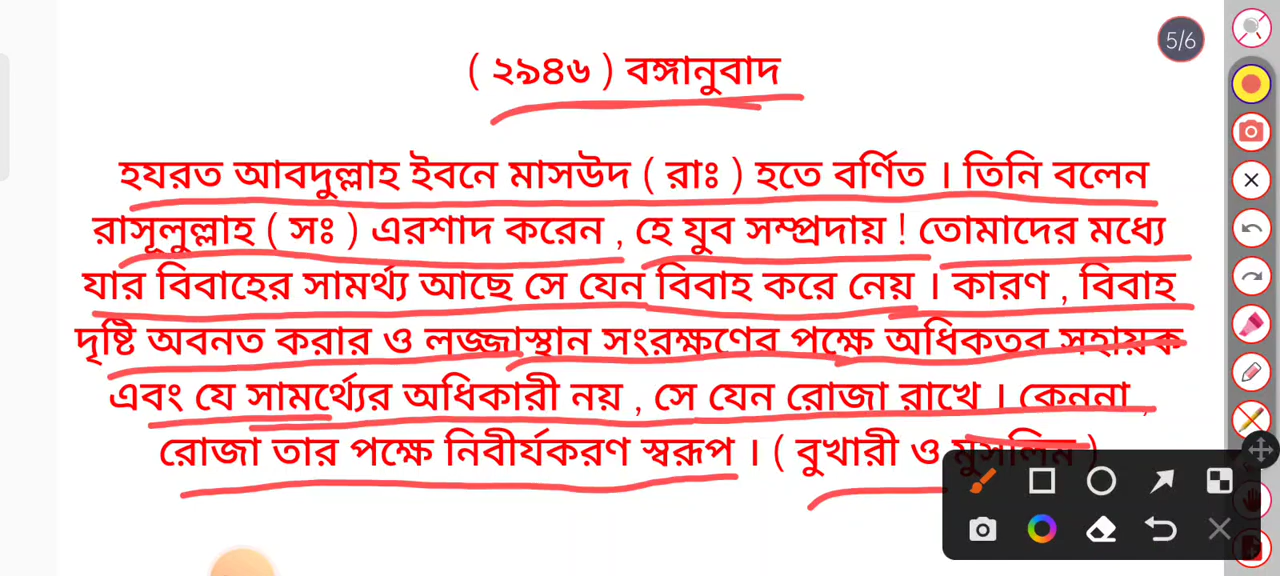 5/6
( ২৯৪৬ ) বঙ্গানুবাদ
হযরত আবদুল্লাহ ইবনে মাসউদ ( রাঃ ) হতে বর্ণিত । তিনি বলেন
রাসূলুল্লাহ ( সঃ ) এরশাদ করেন , হে যুব সম্প্রদায় ! তোমাদের মধ্যে
যার বিবাহের সামর্থ্য আছে সে যেন বিবাহ করে নেয় । কারণ , বিবাহ
দৃষ্টি অবনত করার ও লজ্জাস্থান সংরক্ষণের পক্ষে অধিকতর সহায়ক
এবং যে সামর্থ্যের অধিকারী নয় , সে যেন রোজা রাখে । কেননা ,
রোজা তার পক্ষে নিবীর্যকরণ স্বরূপ । ( বুখারী ও মুসলিম )